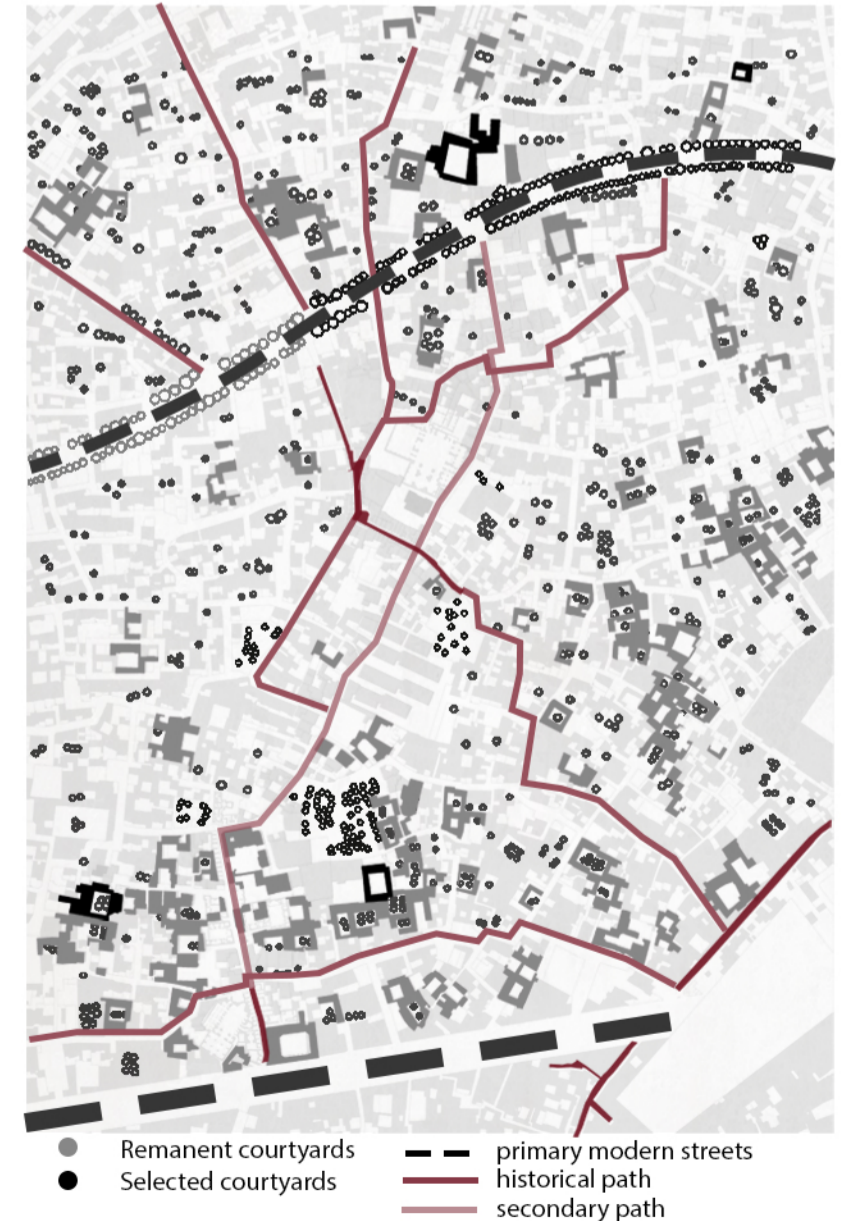 Remanent courtyards
Selected courtyards
primary modern streets
historical path
secondary path